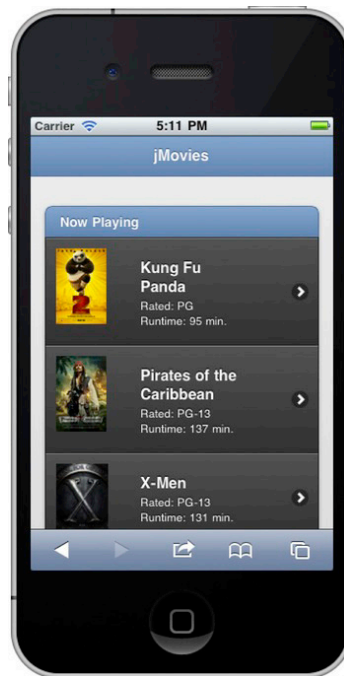 Carrier 5:11 PM
jMovies
Now Playing
Kung Fu
Panda
Rated: PG
Runtime: 95 min.
2
Pirates of the
Caribbean
Rated: PG-13
Runtime: 137 min.
X-Men
Rated: PG-13
Runtime: 131 min.